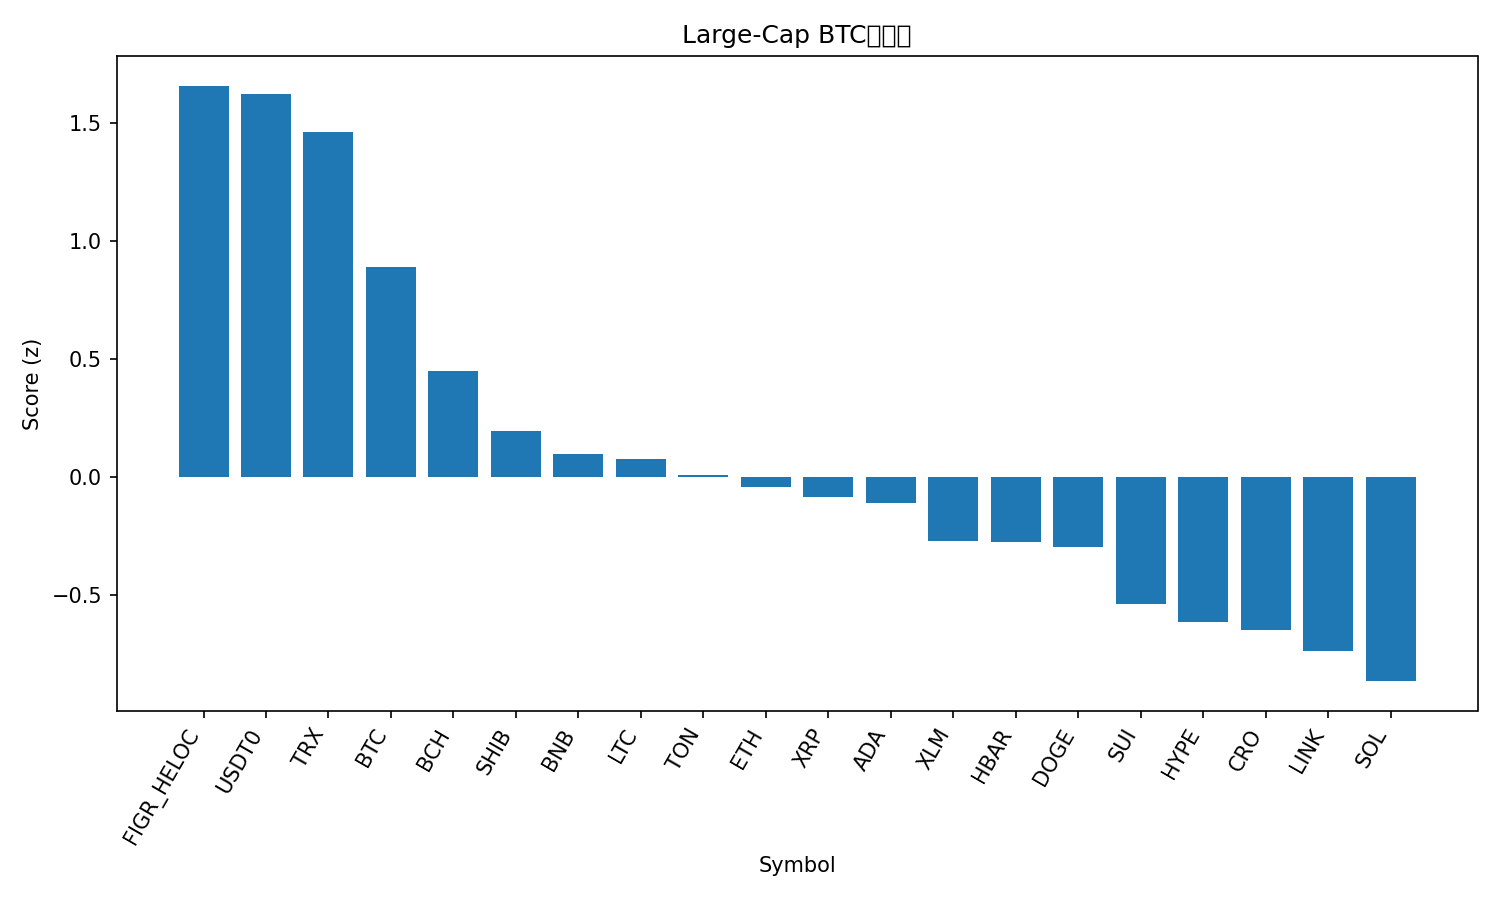 Large-Cap BTC
Score (z)
1.5
1.0
0.5
0.0
−0.5
FIGR_HELOC
USDT0
TRX
BTC
BCH
SHIB
BNB
LTC
TON
ETH
XRP
ADA
XLM
HBAR
DOGE
SUI
HYPE
CRO
LINK
SOL
Symbol